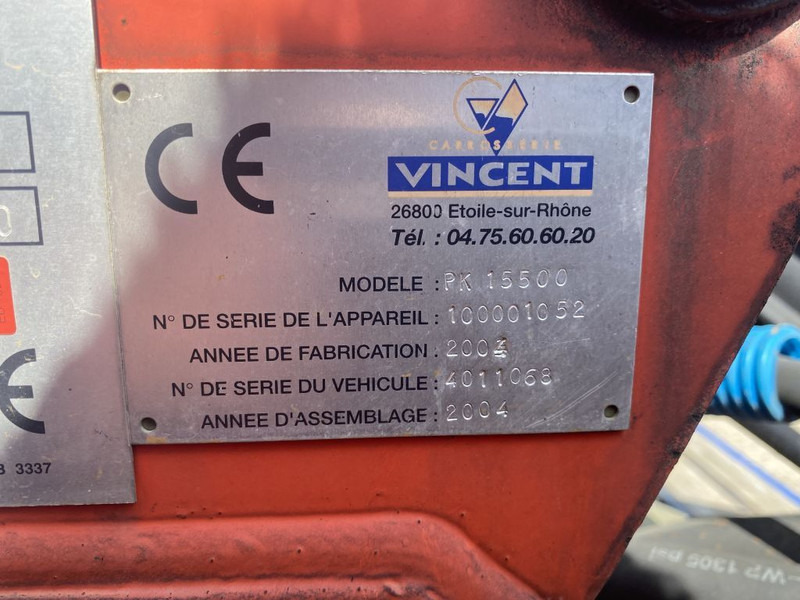 CE
CARROSSERIE
VINCENT
26800 Etoile-sur-Rhône
Tél. : 04.75.60.60.20
MODELE : PK 15500
N° DE SERIE DE L'APPAREIL : 100001052
ANNEE DE FABRICATION :
N° DE SERIE DU VEHICULE : 4011068
ANNEE D'ASSEMBLAGE : 2004
0
E
3337
-WP 1305 psi